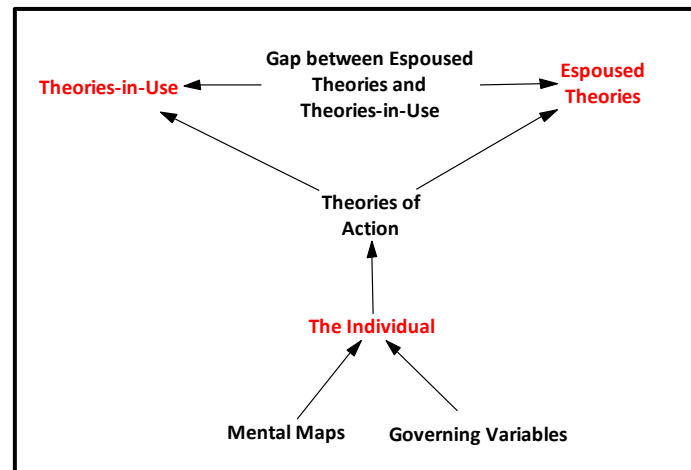 Gap between Espoused
Theories and
Theories-in-Use
Theories-in-Use
Espoused
Theories
Theories of
Action
The Individual
Mental Maps
Governing Variables